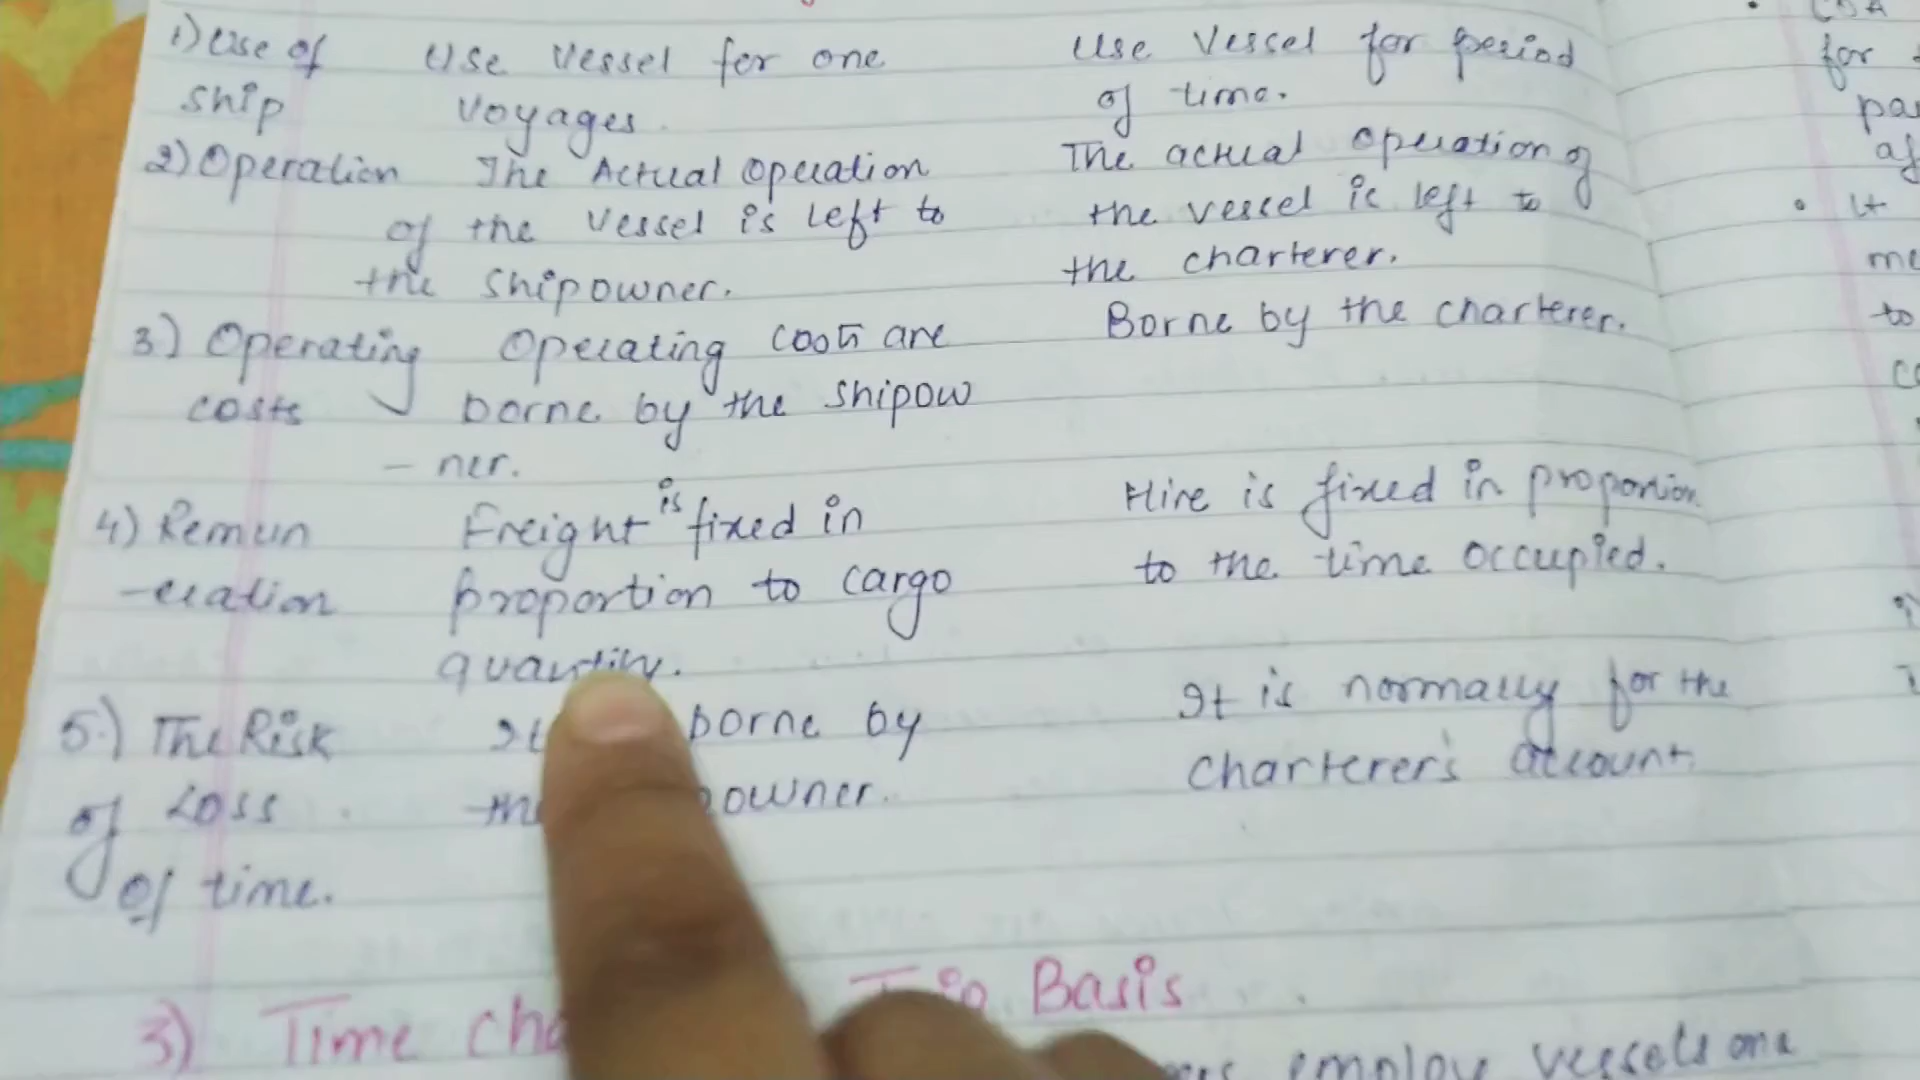 1) Use of Use vessel for one Use vessel for period
ship voyages. of time.
2) Operation The Actual operation The actual operation of
of the vessel is left to the vessel is left to
the shipowner. the charterer.
3) Operating Operating costs are Borne by the charterer.
costs borne by the shipow
- ner.
4) Remun Freight is fixed in Hire is fixed in proportion
-eration proportion to cargo to the time occupied.
quantity.
5.) The Risk It borne by It is normally for the
of Loss owner. charterer's account.
of time.
3) Time Basis.
employ vessels on a
for
It
to